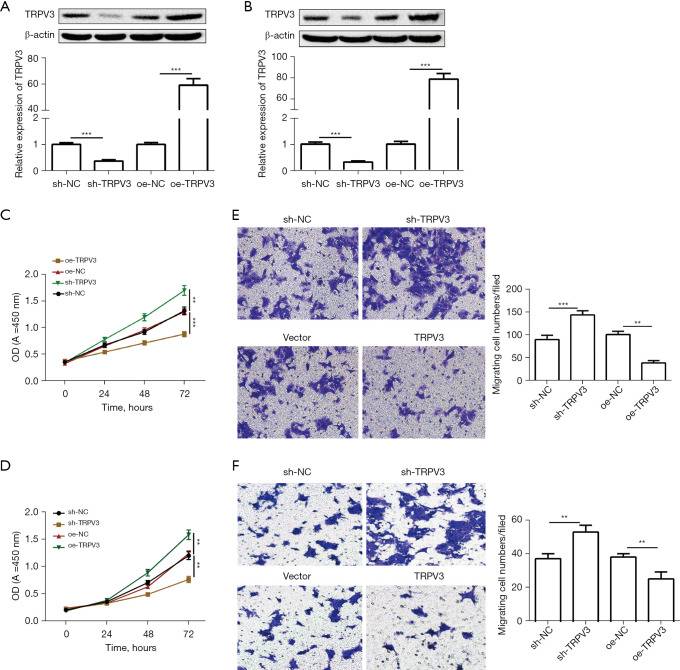 A
TRPV3
β-actin
Relative expression of TRPV3
80
60
40
2
1
0
***
***
sh-NC
sh-TRPV3
oe-NC
oe-TRPV3
B
TRPV3
β-actin
Relative expression of TRPV3
100
80
60
40
2
1
0
***
***
sh-NC
sh-TRPV3
oe-NC
oe-TRPV3
C
oe-TRPV3
oe-NC
sh-TRPV3
sh-NC
OD (A =450 nm)
2.0
1.5
1.0
0.5
0.0
**
***
0
24
48
72
Time, hours
D
sh-NC
sh-TRPV3
oe-NC
oe-TRPV3
OD (A =450 nm)
2.0
1.5
1.0
0.5
0.0
**
**
0
24
48
72
Time, hours
E
sh-NC
sh-TRPV3
Vector
TRPV3
Migrating cell numbers/filed
200
150
100
50
0
***
**
sh-NC
sh-TRPV3
oe-NC
oe-TRPV3
F
sh-NC
sh-TRPV3
Vector
TRPV3
Migrating cell numbers/filed
60
40
20
0
**
**
sh-NC
sh-TRPV3
oe-NC
oe-TRPV3